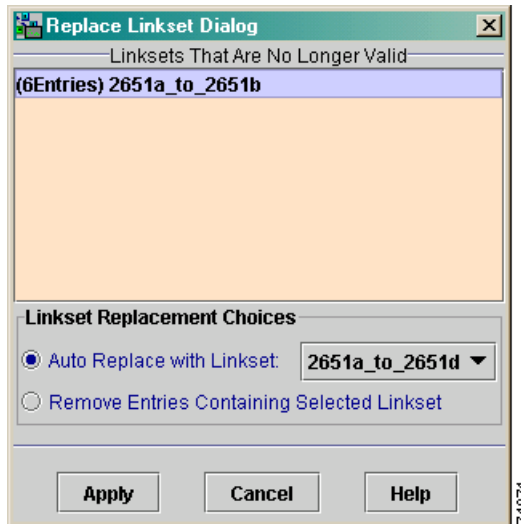 Replace Linkset Dialog
Linksets That Are No Longer Valid
(6Entries) 2651a_to_2651b
Linkset Replacement Choices
Auto Replace with Linkset: 2651a_to_2651d
Remove Entries Containing Selected Linkset
Apply Cancel Help